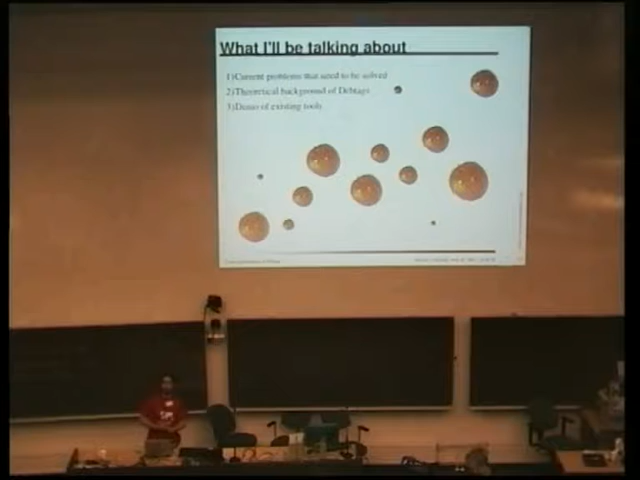 What I'll be talking about
1)Current problems that need to be solved
2)Theoretical background of Debtags
3)Demo of existing tools